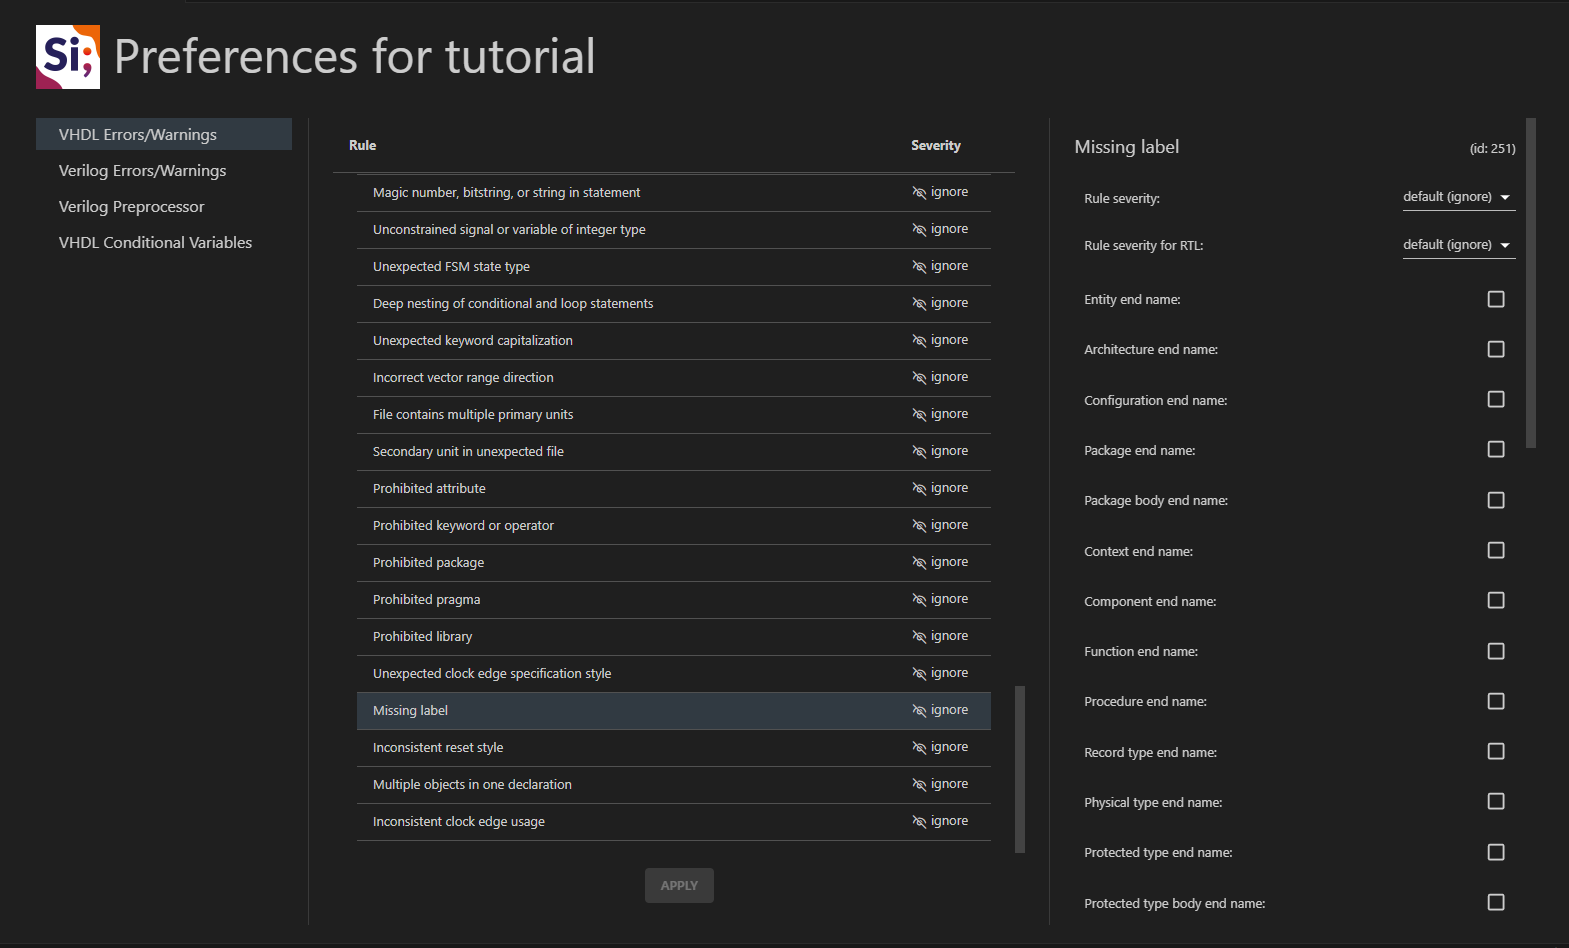 Si;
Preferences for tutorial
VHDL Errors/Warnings
Verilog Errors/Warnings
Verilog Preprocessor
VHDL Conditional Variables
Rule Severity
Magic number, bitstring, or string in statement ignore
Unconstrained signal or variable of integer type ignore
Unexpected FSM state type ignore
Deep nesting of conditional and loop statements ignore
Unexpected keyword capitalization ignore
Incorrect vector range direction ignore
File contains multiple primary units ignore
Secondary unit in unexpected file ignore
Prohibited attribute ignore
Prohibited keyword or operator ignore
Prohibited package ignore
Prohibited pragma ignore
Prohibited library ignore
Unexpected clock edge specification style ignore
Missing label ignore
Inconsistent reset style ignore
Multiple objects in one declaration ignore
Inconsistent clock edge usage ignore
APPLY
Missing label (id: 251)
Rule severity: default (ignore)
Rule severity for RTL: default (ignore)
Entity end name:
Architecture end name:
Configuration end name:
Package end name:
Package body end name:
Context end name:
Component end name:
Function end name:
Procedure end name:
Record type end name:
Physical type end name:
Protected type end name:
Protected type body end name: